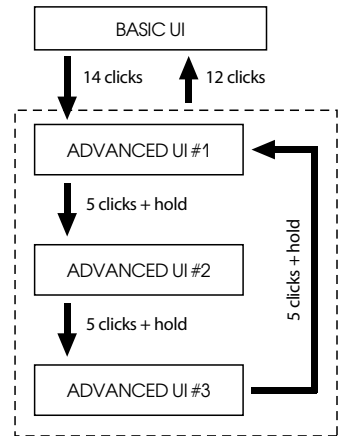 BASIC UI
14 clicks
12 clicks
ADVANCED UI #1
5 clicks + hold
ADVANCED UI #2
5 clicks + hold
5 clicks + hold
ADVANCED UI #3